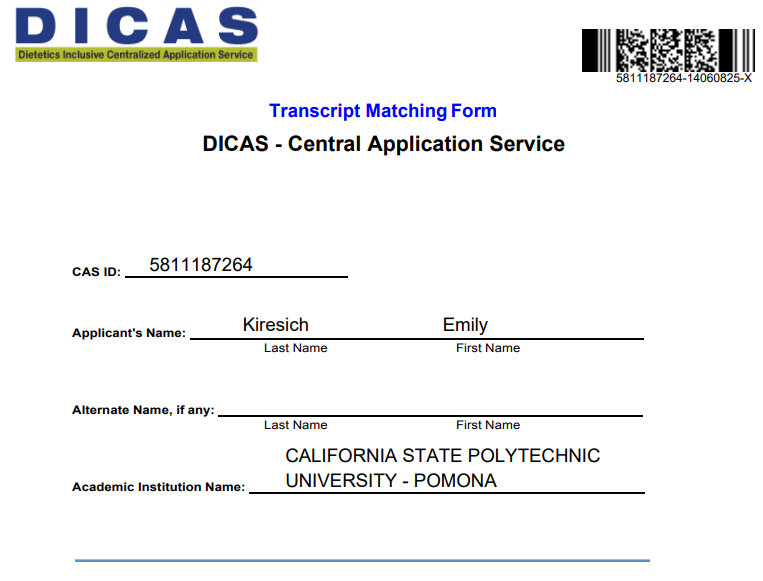 DICAS
Dietetics Inclusive Centralized Application Service
5811187264-14060825-X
Transcript Matching Form
DICAS - Central Application Service
CAS ID: 5811187264
Applicant's Name: Kiresich Emily
Last Name First Name
Alternate Name, if any:
Last Name First Name
CALIFORNIA STATE POLYTECHNIC
Academic Institution Name: UNIVERSITY - POMONA